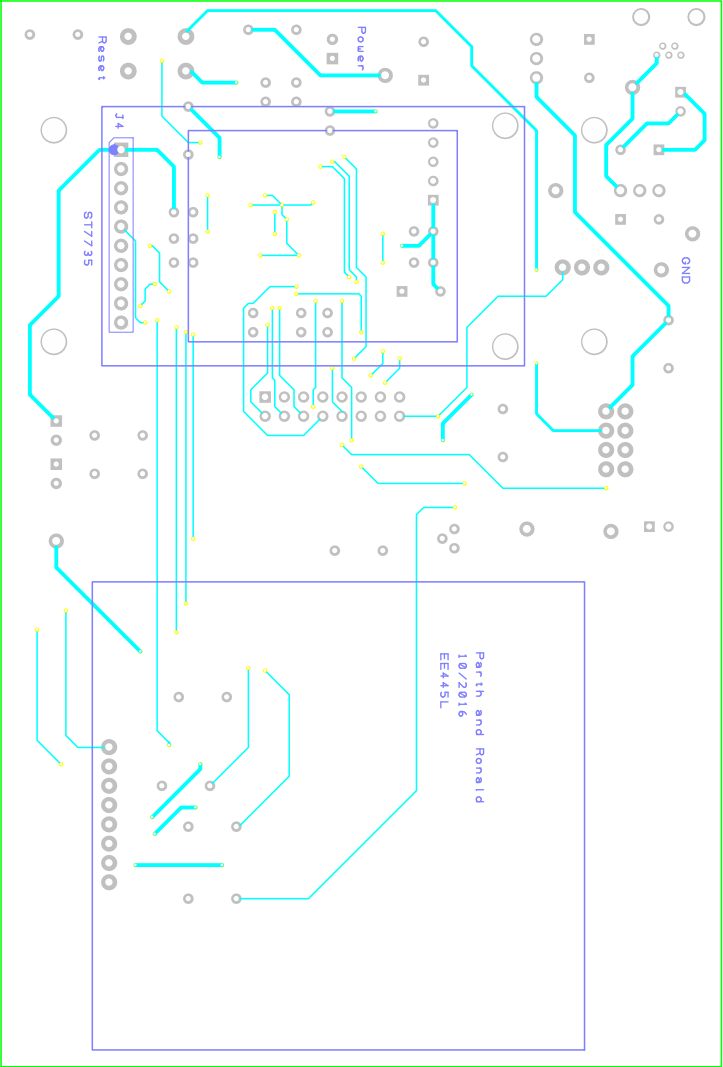 Reset
Power
J4
ST7735
GND
Parth and Ronald
10/2016
EE445L